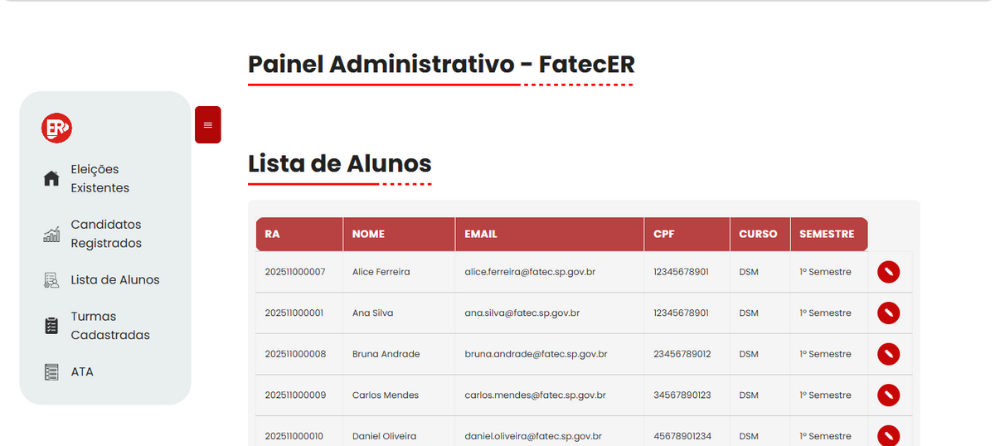 Painel Administrativo - FatecER
ER
Eleições
Existentes
Candidatos
Registrados
Lista de Alunos
Turmas
Cadastradas
ATA
Lista de Alunos
RA NOME EMAIL CPF CURSO SEMESTRE
202511000007 Alice Ferreira alice.ferreira@fatec.sp.gov.br 12345678901 DSM 1º Semestre
202511000001 Ana Silva ana.silva@fatec.sp.gov.br 12345678901 DSM 1º Semestre
202511000008 Bruna Andrade bruna.andrade@fatec.sp.gov.br 23456789012 DSM 1º Semestre
202511000009 Carlos Mendes carlos.mendes@fatec.sp.gov.br 34567890123 DSM 1º Semestre
202511000010 Daniel Oliveira daniel.oliveira@fatec.sp.gov.br 45678901234 DSM 1º Semestre